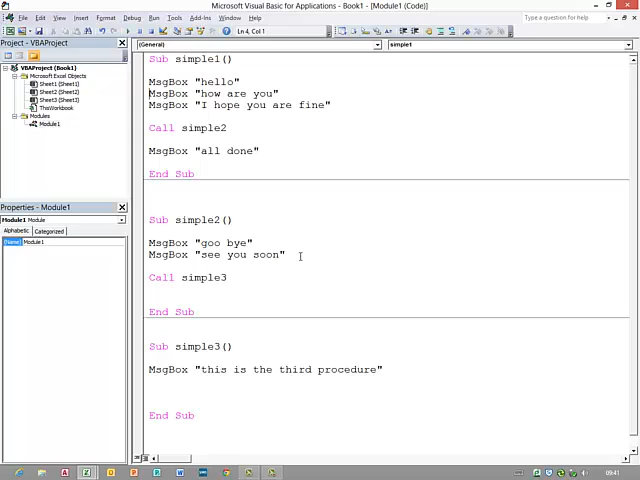 Microsoft Visual Basic for Applications - Book1 - [Module1 (Code)]
File Edit View Insert Format Debug Run Tools Add-Ins Window Help
Type a question for help
Ln 4, Col 1
Project - VBAProject
VBAProject (Book1)
Microsoft Excel Objects
Sheet1 (Sheet1)
Sheet2 (Sheet2)
Sheet3 (Sheet3)
ThisWorkbook
Modules
Module1
Properties - Module1
Module1 Module
Alphabetic Categorized
(Name) Module1
(General)
simple1
Sub simple1()
MsgBox "hello"
MsgBox "how are you"
MsgBox "I hope you are fine"
Call simple2
MsgBox "all done"
End Sub
Sub simple2()
MsgBox "goo bye"
MsgBox "see you soon"
Call simple3
End Sub
Sub simple3()
MsgBox "this is the third procedure"
End Sub
09:41